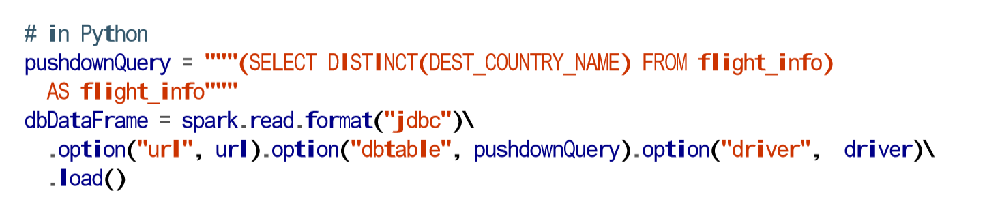 # in Python
pushdownQuery = """(SELECT DISTINCT(DEST_COUNTRY_NAME) FROM flight_info)
  AS flight_info"""
dbDataFrame = spark.read.format("jdbc")\
  .option("url", url).option("dbtable", pushdownQuery).option("driver",  driver)\
  .load()